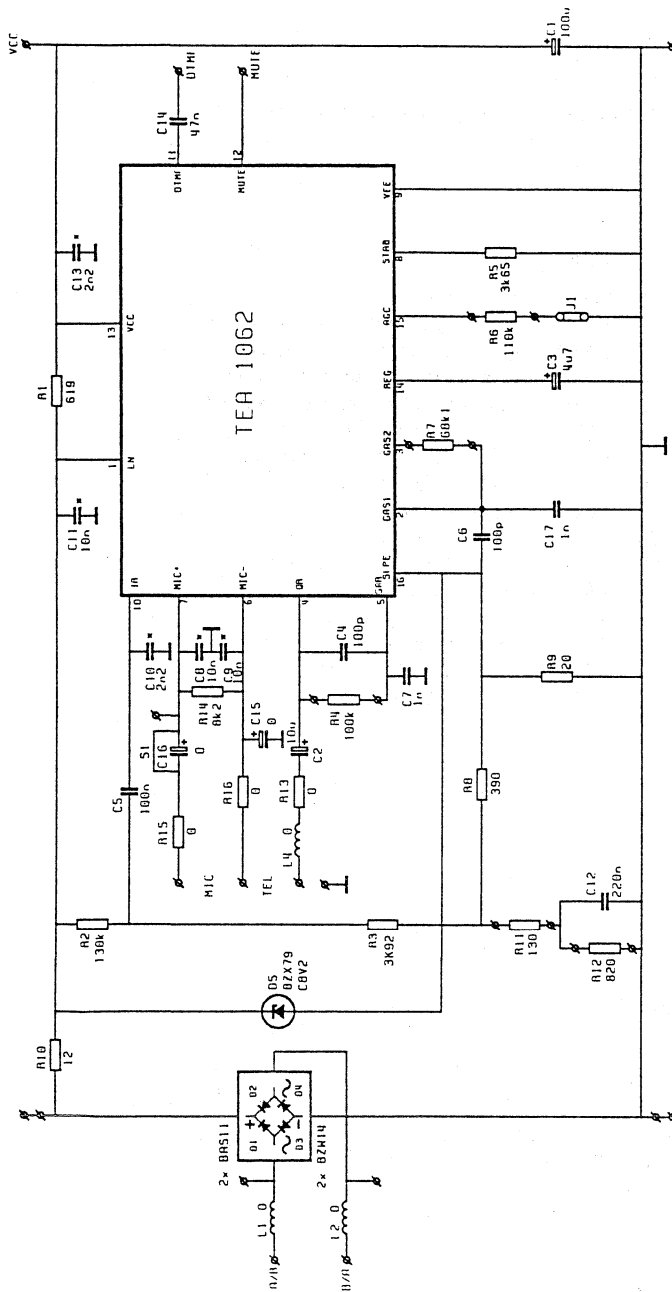 VCC
C1
100u
DTMF
MUTE
C14
47n
11
12
DTMF
MUTE
C13
2n2
R1
619
13
VCC
TEA 1062
1
LN
C11
10n
VEE
9
STAB
8
R5
3k65
AGC
15
R6
110k
J1
REG
14
C3
4u7
GAS2
3
R7
68k1
GAS1
2
C6
100p
C17
1n
SLPE
16
IR
10
MIC+
7
MIC-
6
QR
4
GAR
5
C10
2n2
C8
10n
C9
10n
R14
8k2
C4
100p
C7
1n
R4
100k
C15
0
S1
C16
0
10u
C2
C5
100n
R15
0
R16
0
R13
0
L4 0
MIC
TEL
R9
20
R8
390
R2
130k
R3
3K92
R11
130
C12
220n
R12
820
D5
BZX79
C8V2
R10
12
2x BAS11
D1
D2
D3
D4
2x BZW14
L1 0
L2 0
A/B
B/A